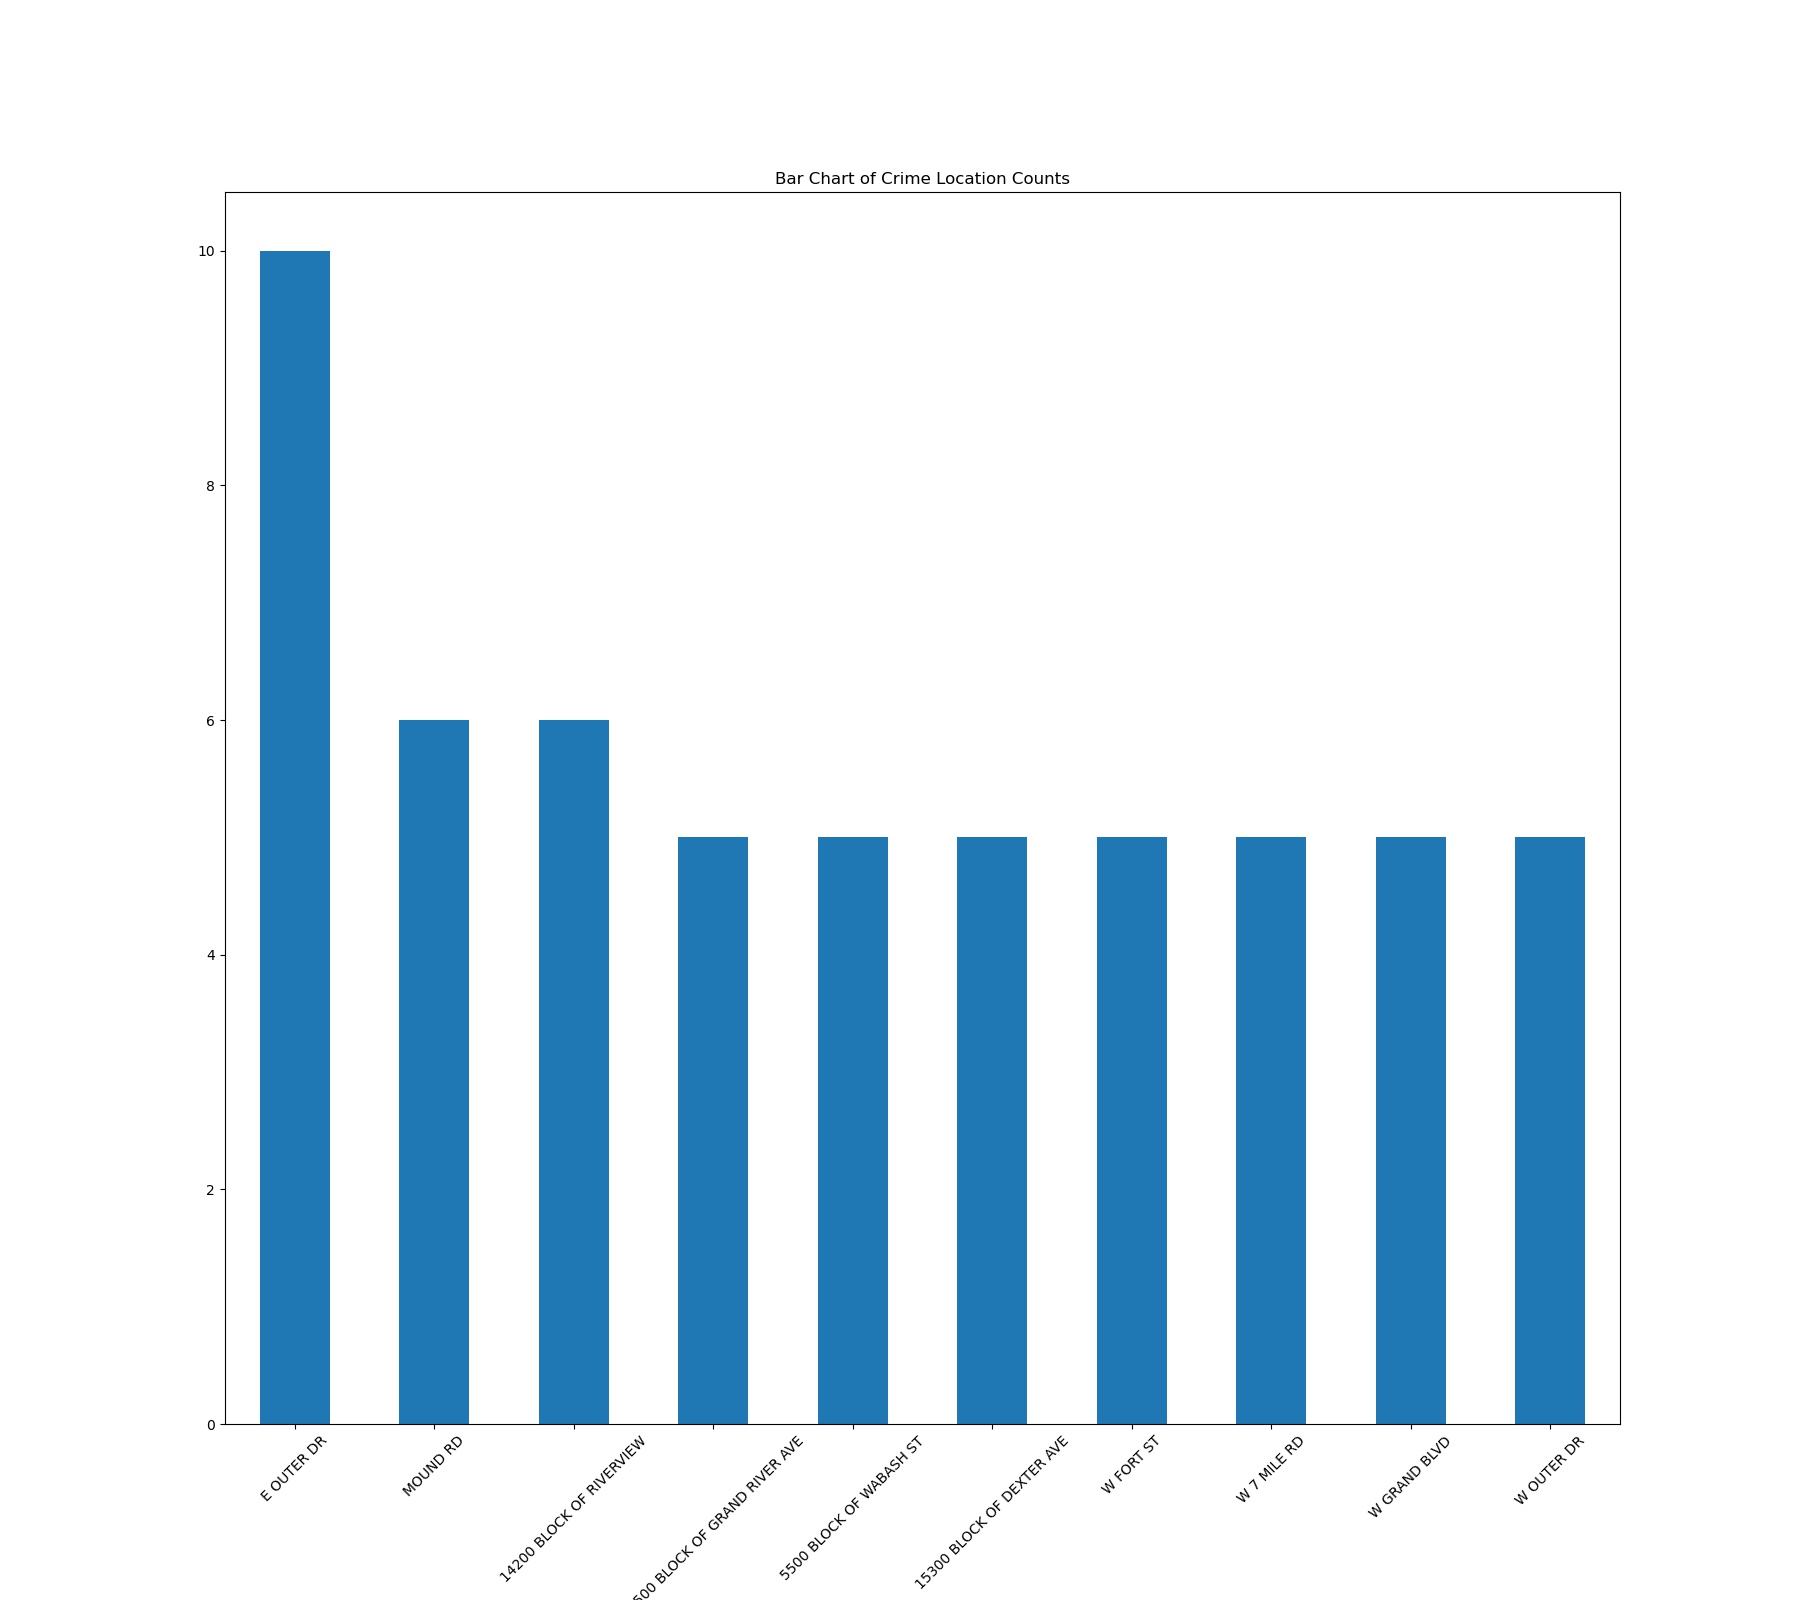 Bar Chart of Crime Location Counts
10
8
6
4
2
0
E OUTER DR
MOUND RD
14200 BLOCK OF RIVERVIEW
500 BLOCK OF GRAND RIVER AVE
5500 BLOCK OF WABASH ST
15300 BLOCK OF DEXTER AVE
W FORT ST
W 7 MILE RD
W GRAND BLVD
W OUTER DR